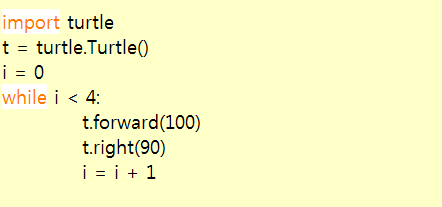 import turtle
t = turtle.Turtle()
i = 0
while i < 4:
        t.forward(100)
        t.right(90)
        i = i + 1